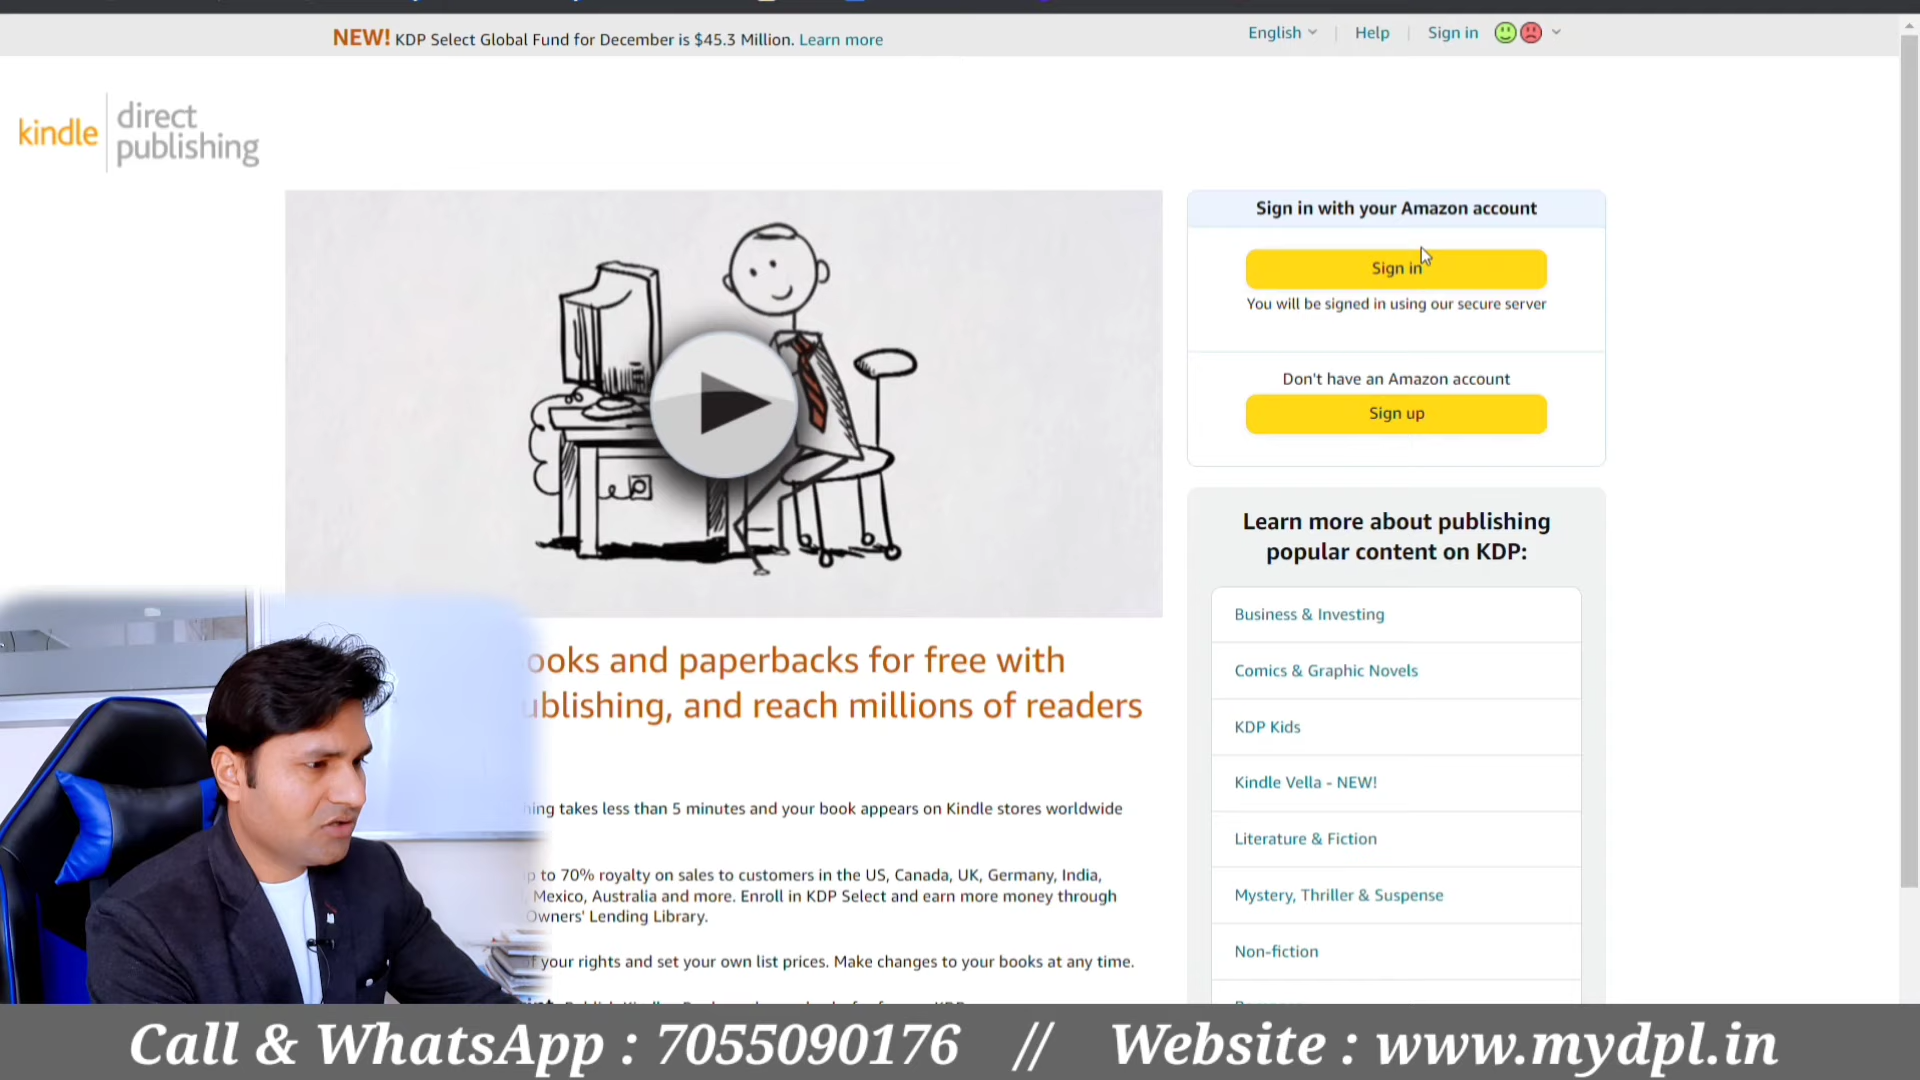 NEW! KDP Select Global Fund for December is $45.3 Million. Learn more
English
Help
Sign in
kindle
direct
publishing
Sign in with your Amazon account
Sign in
You will be signed in using our secure server
Don't have an Amazon account
Sign up
Learn more about publishing
popular content on KDP:
Business & Investing
Comics & Graphic Novels
KDP Kids
Kindle Vella - NEW!
Literature & Fiction
Mystery, Thriller & Suspense
Non-fiction
ooks and paperbacks for free with
ublishing, and reach millions of readers
takes less than 5 minutes and your book appears on Kindle stores worldwide
to 70% royalty on sales to customers in the US, Canada, UK, Germany, India,
Mexico, Australia and more. Enroll in KDP Select and earn more money through
Owners' Lending Library.
your rights and set your own list prices. Make changes to your books at any time.
Call & WhatsApp : 7055090176 // Website : www.mydpl.in